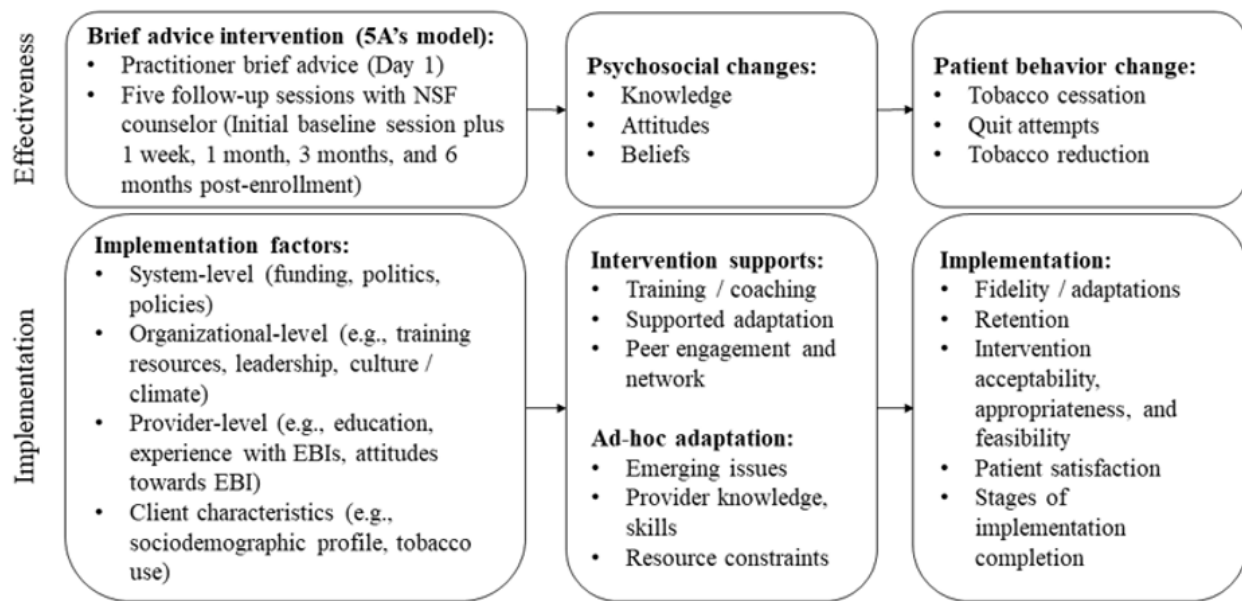 Effectiveness
Brief advice intervention (5A's model):
• Practitioner brief advice (Day 1)
• Five follow-up sessions with NSF
counselor (Initial baseline session plus
1 week, 1 month, 3 months, and 6
months post-enrollment)
Psychosocial changes:
• Knowledge
• Attitudes
• Beliefs
Patient behavior change:
• Tobacco cessation
• Quit attempts
• Tobacco reduction
Implementation
Implementation factors:
• System-level (funding, politics,
policies)
• Organizational-level (e.g., training
resources, leadership, culture /
climate)
• Provider-level (e.g., education,
experience with EBIs, attitudes
towards EBI)
• Client characteristics (e.g.,
sociodemographic profile, tobacco
use)
Intervention supports:
• Training / coaching
• Supported adaptation
• Peer engagement and
network
Ad-hoc adaptation:
• Emerging issues
• Provider knowledge,
skills
• Resource constraints
Implementation:
• Fidelity / adaptations
• Retention
• Intervention
acceptability,
appropriateness, and
feasibility
• Patient satisfaction
• Stages of
implementation
completion